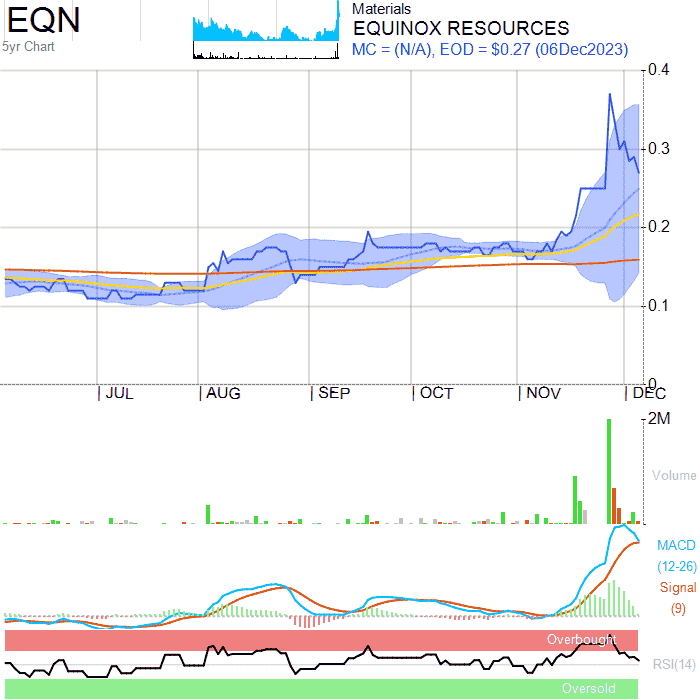 EQN
5yr Chart
Materials
EQUINOX RESOURCES
MC = (N/A), EOD = $0.27 (06Dec2023)
0.4
0.3
0.2
0.1
0
JUL AUG SEP OCT NOV DEC
2M
Volume
MACD
(12-26)
Signal
(9)
Overbought
RSI(14)
Oversold